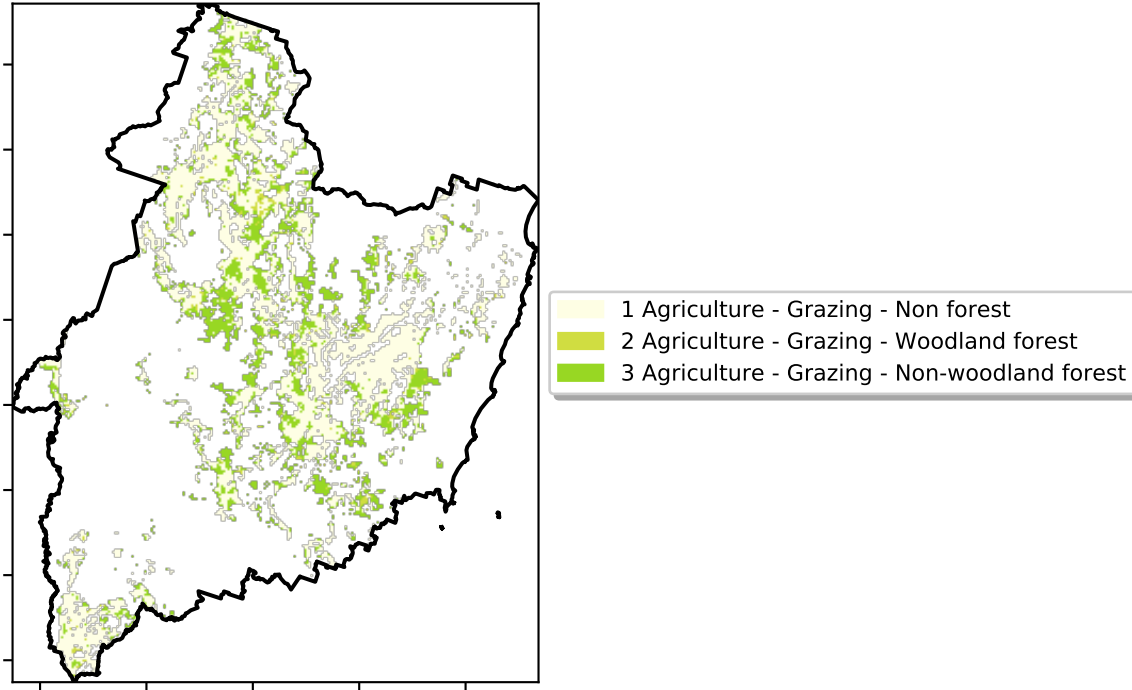 1 Agriculture - Grazing - Non forest
2 Agriculture - Grazing - Woodland forest
3 Agriculture - Grazing - Non-woodland forest